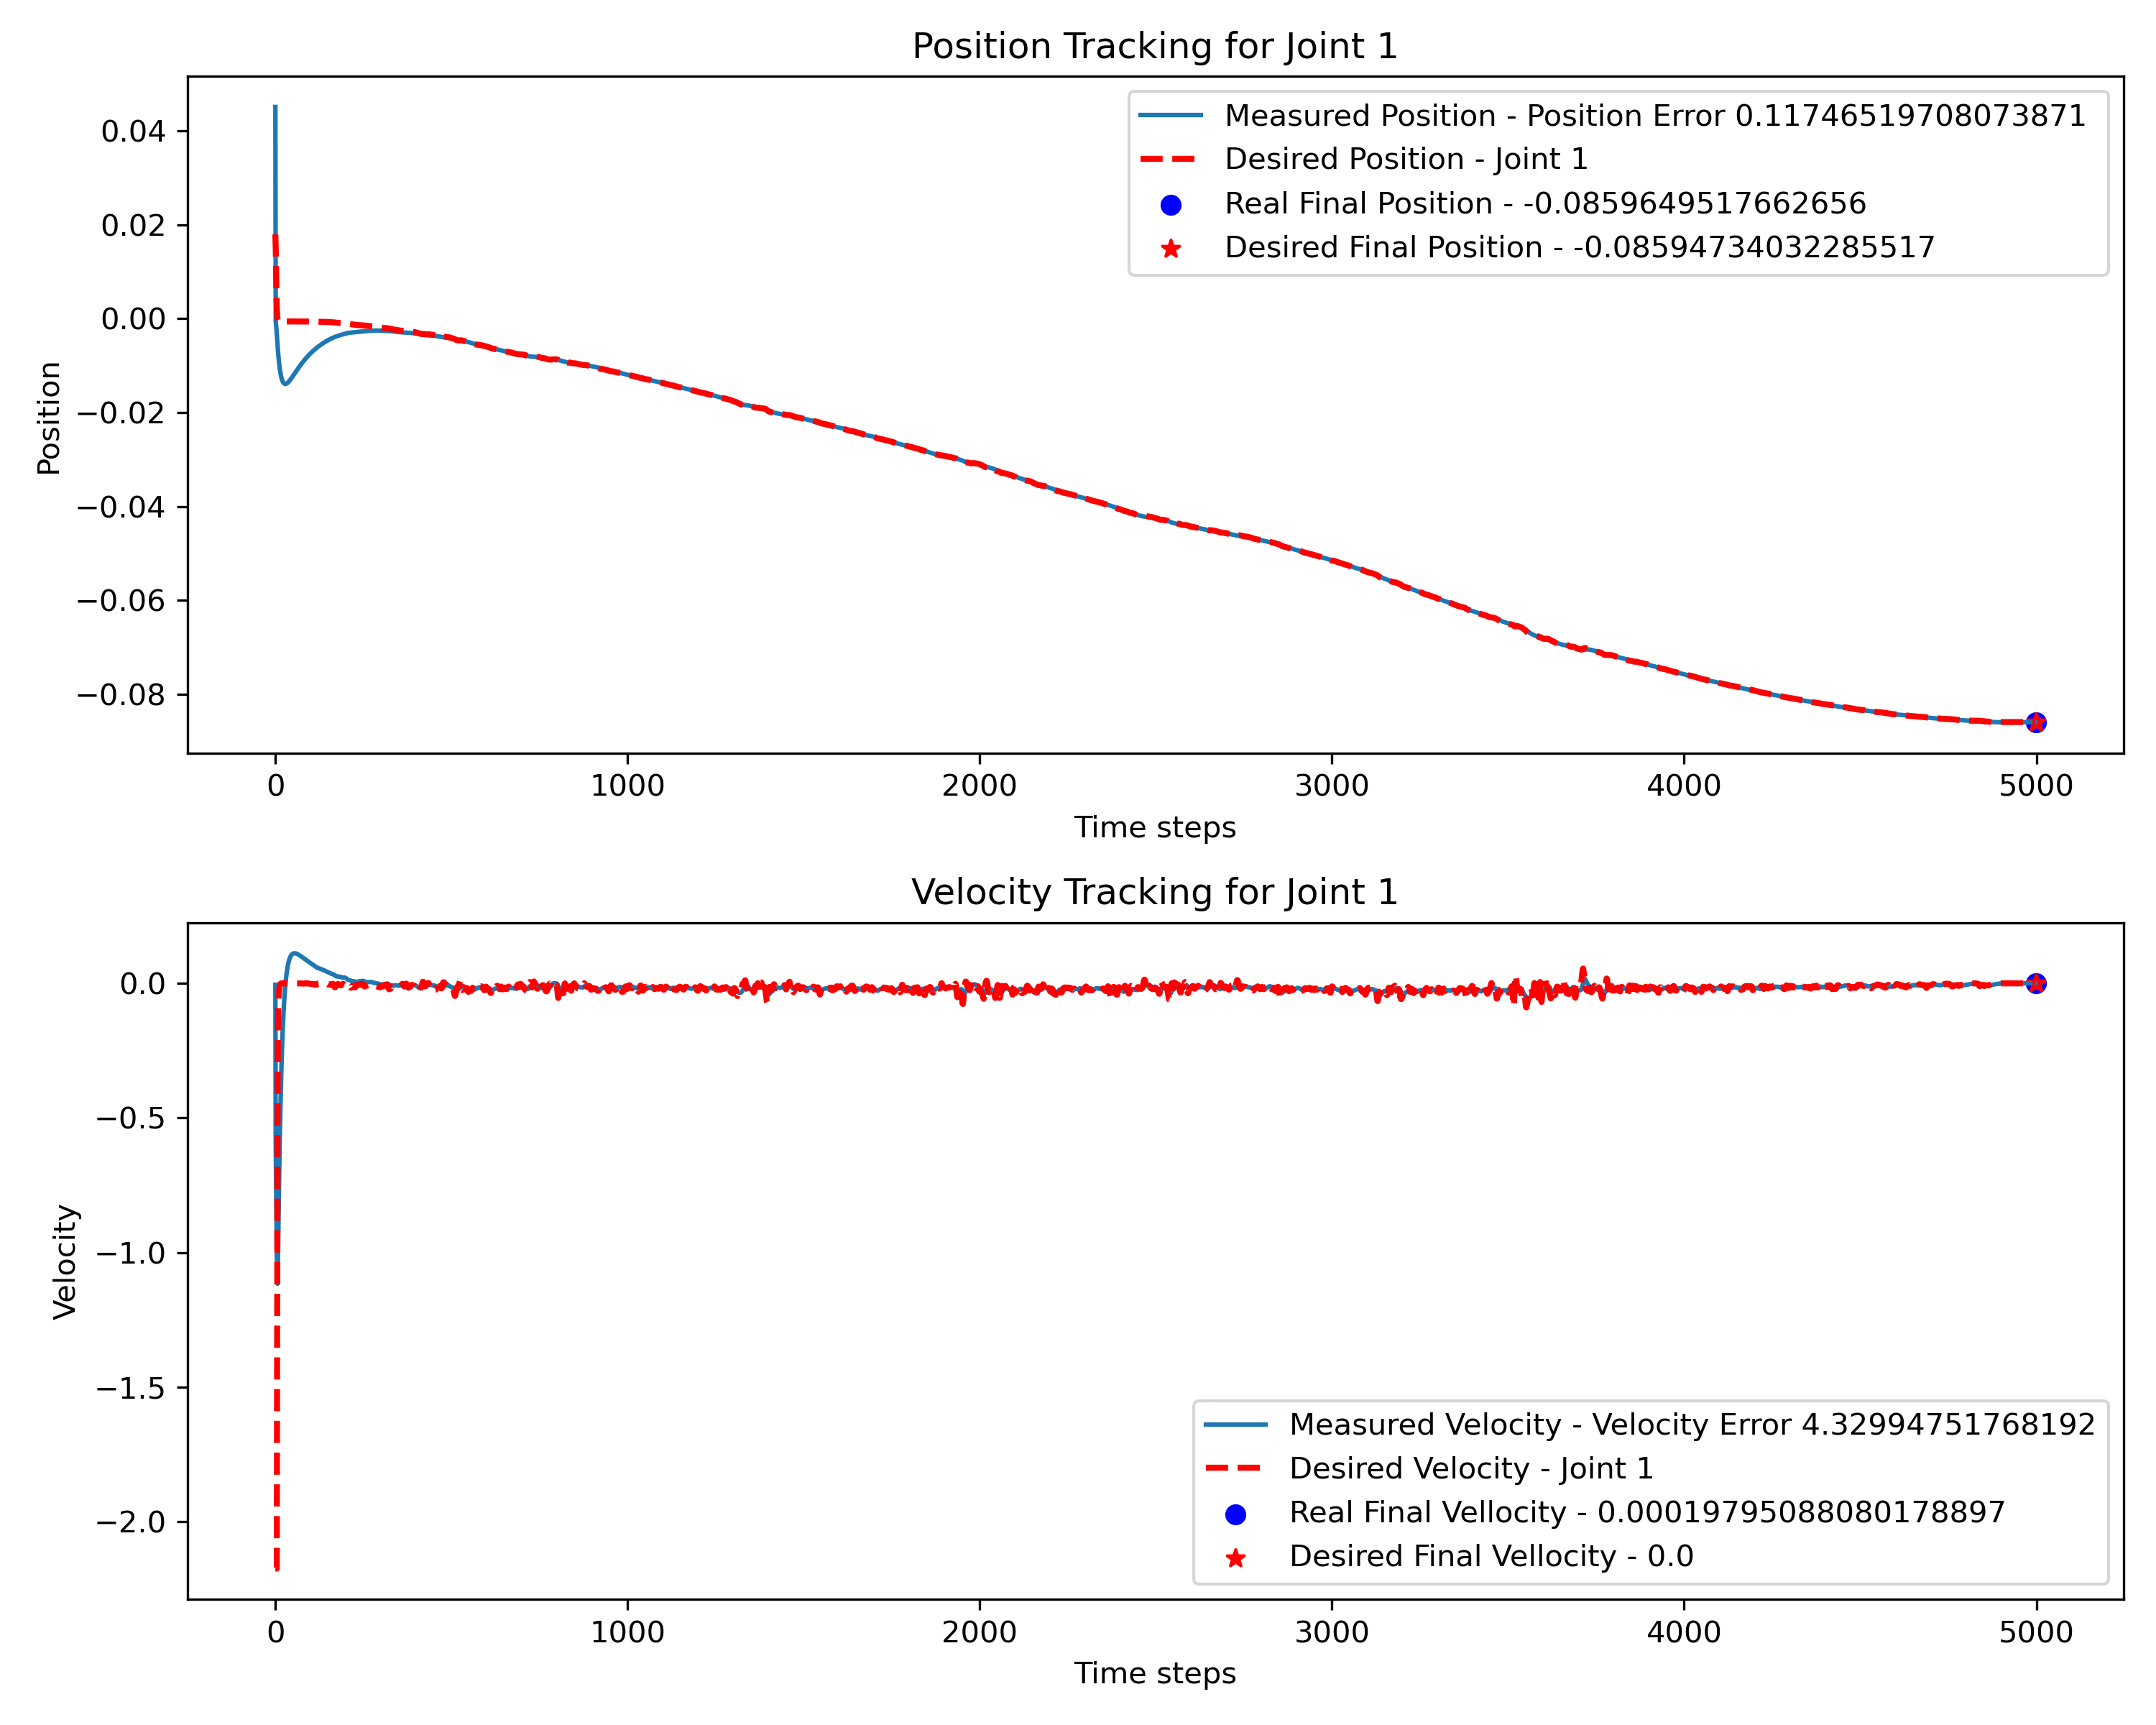 Position Tracking for Joint 1
Measured Position - Position Error 0.11746519708073871
Desired Position - Joint 1
Real Final Position - -0.0859649517662656
Desired Final Position - -0.08594734032285517
0.04
0.02
0.00
−0.02
−0.04
−0.06
−0.08
Position
0 1000 2000 3000 4000 5000
Time steps
Velocity Tracking for Joint 1
0.0
−0.5
−1.0
−1.5
−2.0
Velocity
Measured Velocity - Velocity Error 4.32994751768192
Desired Velocity - Joint 1
Real Final Vellocity - 0.00019795088080178897
Desired Final Vellocity - 0.0
0 1000 2000 3000 4000 5000
Time steps